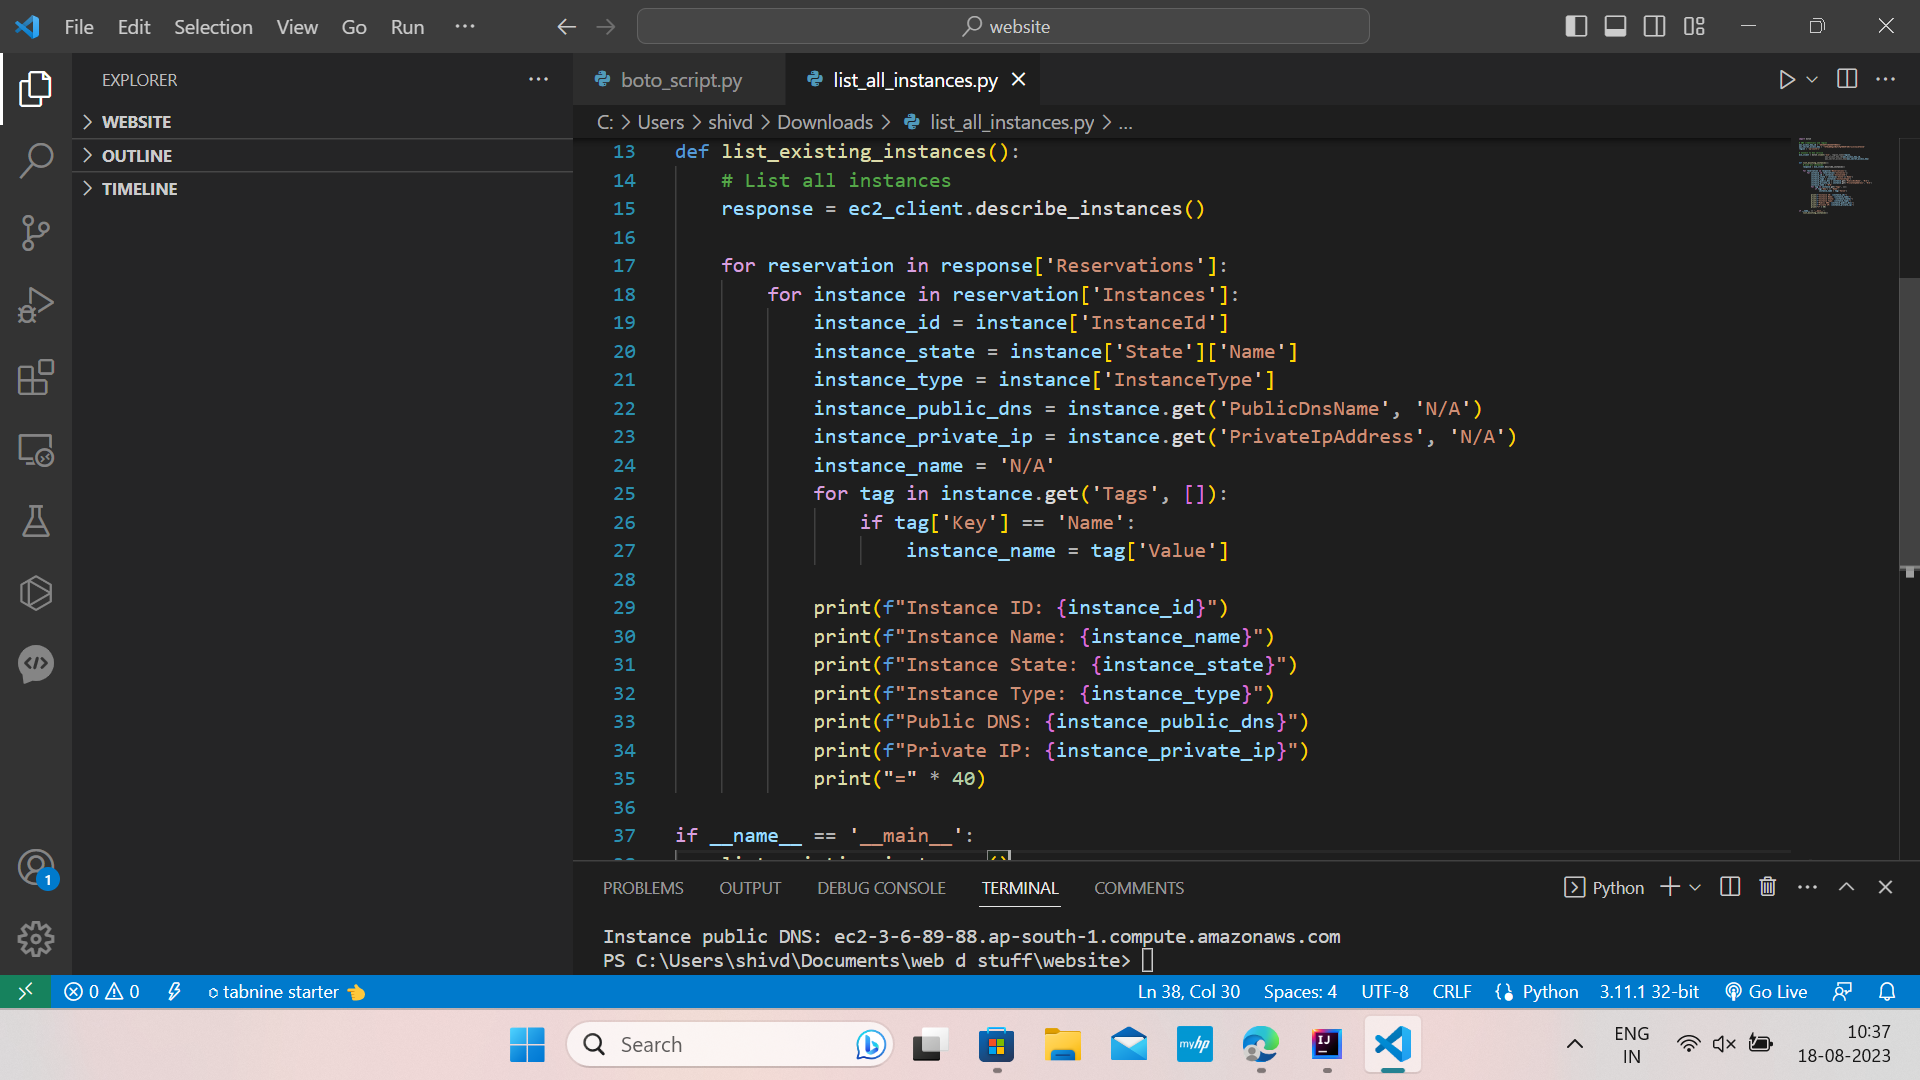 File Edit Selection View Go Run ···
website
EXPLORER
WEBSITE
OUTLINE
TIMELINE
boto_script.py
list_all_instances.py
C: > Users > shivd > Downloads > list_all_instances.py > ...
13 def list_existing_instances():
14 # List all instances
15 response = ec2_client.describe_instances()
16
17 for reservation in response['Reservations']:
18 for instance in reservation['Instances']:
19 instance_id = instance['InstanceId']
20 instance_state = instance['State']['Name']
21 instance_type = instance['InstanceType']
22 instance_public_dns = instance.get('PublicDnsName', 'N/A')
23 instance_private_ip = instance.get('PrivateIpAddress', 'N/A')
24 instance_name = 'N/A'
25 for tag in instance.get('Tags', []):
26 if tag['Key'] == 'Name':
27 instance_name = tag['Value']
28
29 print(f"Instance ID: {instance_id}")
30 print(f"Instance Name: {instance_name}")
31 print(f"Instance State: {instance_state}")
32 print(f"Instance Type: {instance_type}")
33 print(f"Public DNS: {instance_public_dns}")
34 print(f"Private IP: {instance_private_ip}")
35 print("=" * 40)
36
37 if __name__ == '__main__':
PROBLEMS OUTPUT DEBUG CONSOLE TERMINAL COMMENTS
Python
Instance public DNS: ec2-3-6-89-88.ap-south-1.compute.amazonaws.com
PS C:\Users\shivd\Documents\web d stuff\website>
1
0 0 tabnine starter
Ln 38, Col 30 Spaces: 4 UTF-8 CRLF Python 3.11.1 32-bit Go Live
Search
myhp
IJ
ENG
IN
10:37
18-08-2023